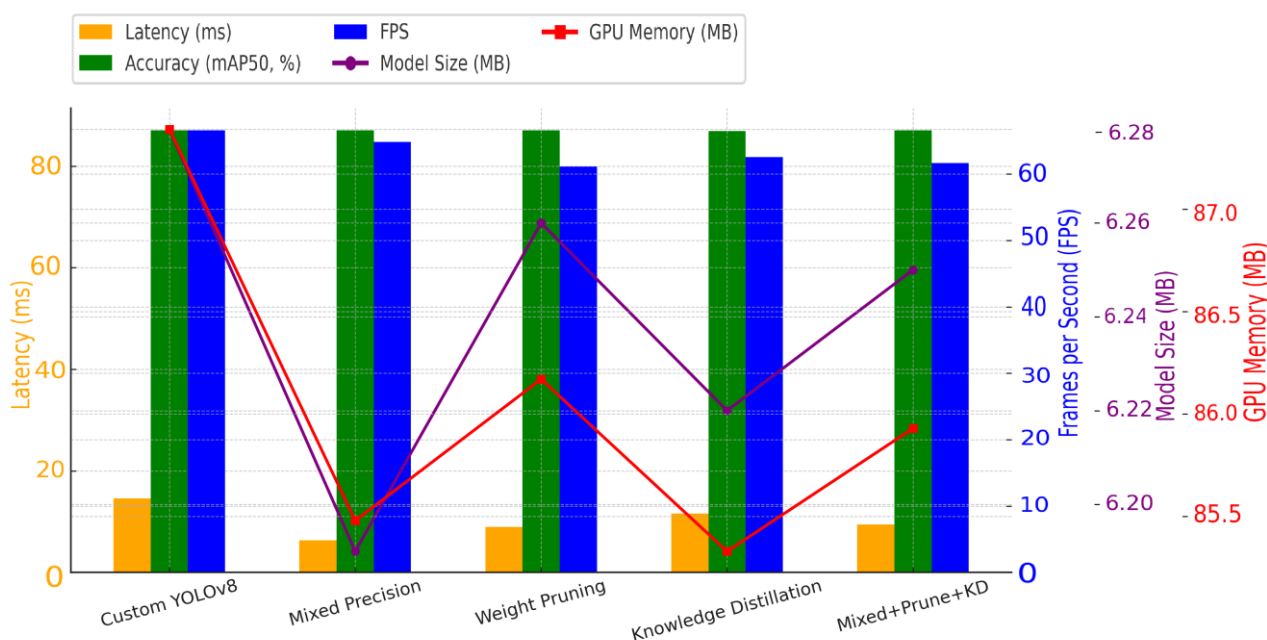 Latency (ms)
FPS
GPU Memory (MB)
Accuracy (mAP50, %)
Model Size (MB)
Latency (ms)
80
60
40
20
0
60
50
40
30
20
10
0
Frames per Second (FPS)
6.28
6.26
6.24
6.22
6.20
Model Size (MB)
87.0
86.5
86.0
85.5
GPU Memory (MB)
Custom YOLOv8
Mixed Precision
Weight Pruning
Knowledge Distillation
Mixed+Prune+KD